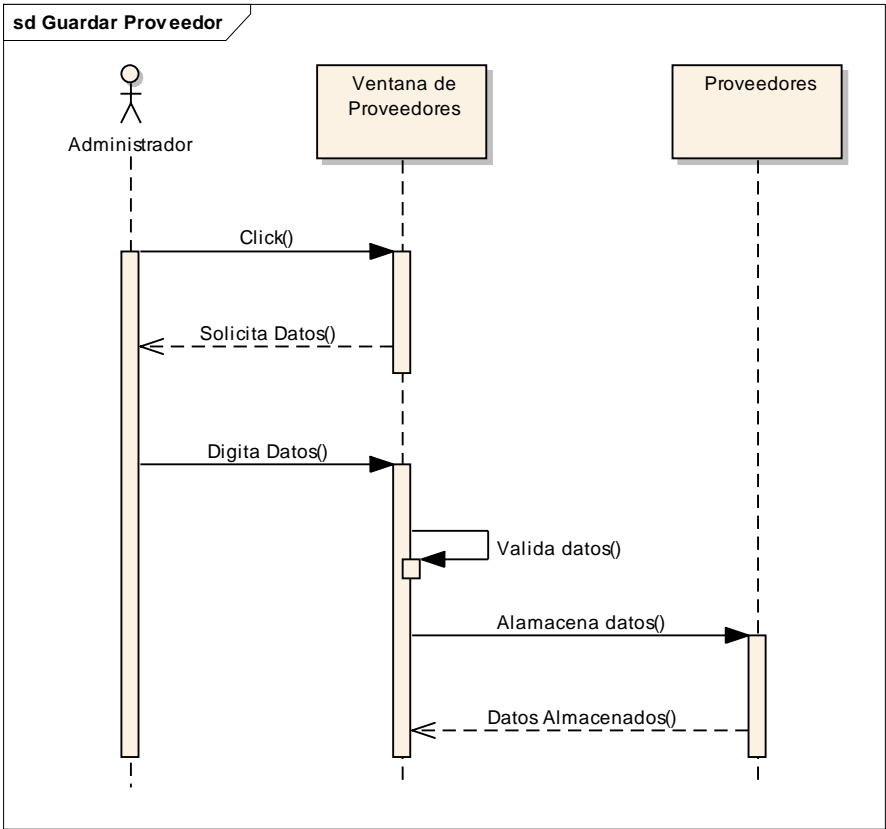 sd Guardar Proveedor
Administrador
Ventana de
Proveedores
Proveedores
Click()
Solicita Datos()
Digita Datos()
Valida datos()
Alamacena datos()
Datos Almacenados()